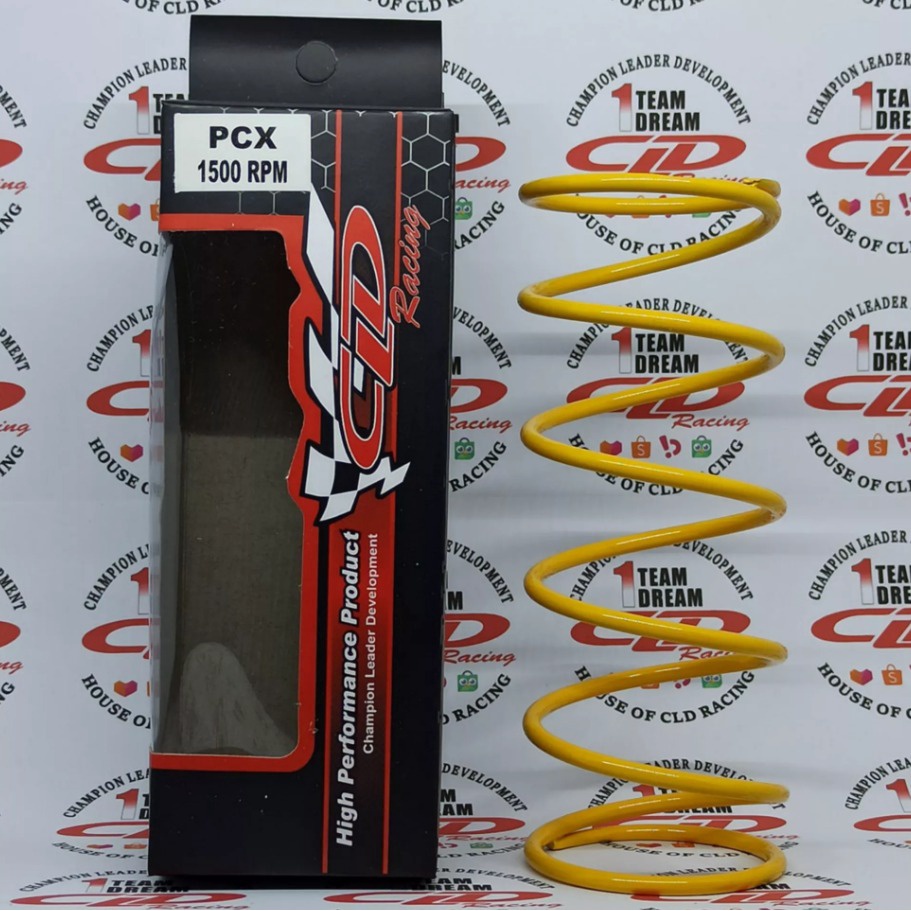 PCX
1500 RPM
CLD
Racing
High Performance Product
Champion Leader Development
CHAMPION LEADER DEVELOPMENT
1 TEAM
DREAM
CLD
Racing
HOUSE OF CLD RACING